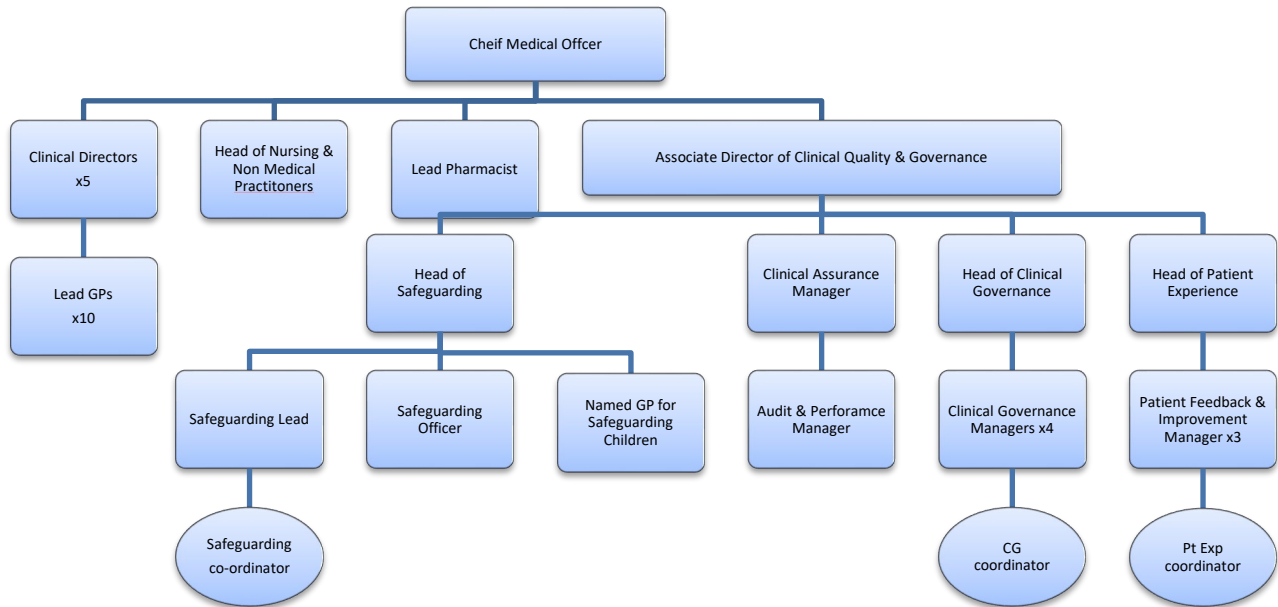 Cheif Medical Offcer
Clinical Directors
x5
Head of Nursing &
Non Medical
Practitoners
Lead Pharmacist
Associate Director of Clinical Quality & Governance
Lead GPs
x10
Head of
Safeguarding
Clinical Assurance
Manager
Head of Clinical
Governance
Head of Patient
Experience
Safeguarding Lead
Safeguarding
Officer
Named GP for
Safeguarding
Children
Audit & Perforamce
Manager
Clinical Governance
Managers x4
Patient Feedback &
Improvement
Manager x3
Safeguarding
co-ordinator
CG
coordinator
Pt Exp
coordinator